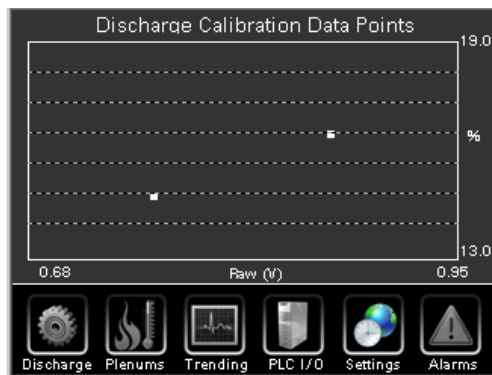 Discharge Calibration Data Points
19.0
%
13.0
0.68 Raw (V) 0.95
Discharge Plenums Trending PLC I/O Settings Alarms